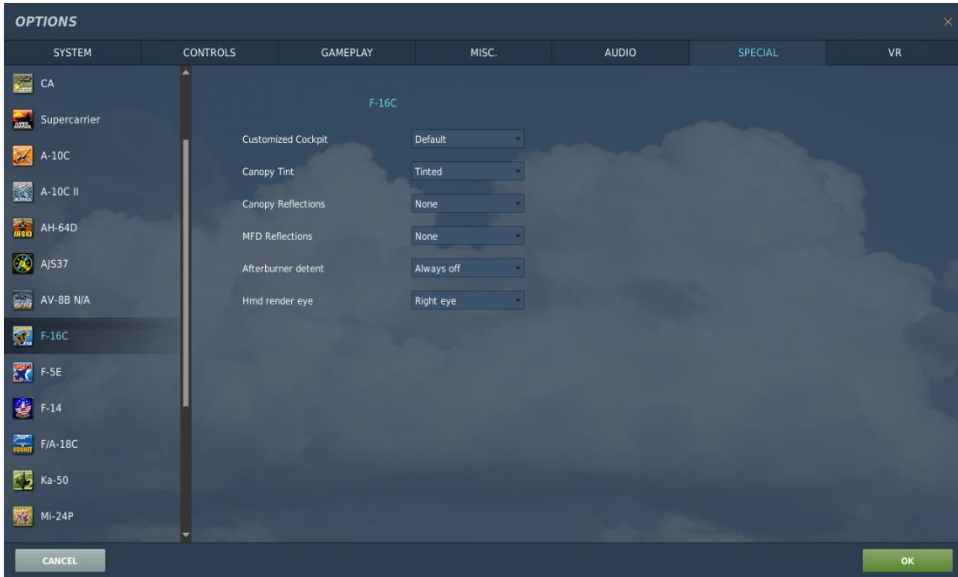 OPTIONS
SYSTEM CONTROLS GAMEPLAY MISC. AUDIO SPECIAL VR
CA
Supercarrier
A-10C
A-10C II
AH-64D
AJS37
AV-8B N/A
F-16C
F-5E
F-14
F/A-18C
Ka-50
Mi-24P
F-16C
Customized Cockpit Default
Canopy Tint Tinted
Canopy Reflections None
MFD Reflections None
Afterburner detent Always off
Hmd render eye Right eye
CANCEL OK